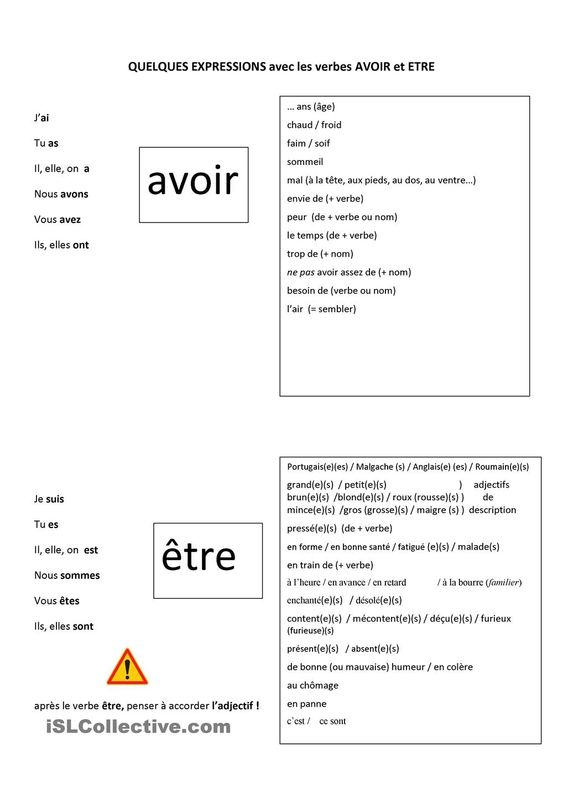 QUELQUES EXPRESSIONS avec les verbes AVOIR et ETRE
J'ai
Tu as
Il, elle, on a
Nous avons
Vous avez
Ils, elles ont
avoir
... ans (âge)
chaud / froid
faim / soif
sommeil
mal (à la tête, aux pieds, au dos, au ventre...)
envie de (+ verbe)
peur (de + verbe ou nom)
le temps (de + verbe)
trop de (+ nom)
ne pas avoir assez de (+ nom)
besoin de (verbe ou nom)
l'air (= sembler)
Je suis
Tu es
Il, elle, on est
Nous sommes
Vous êtes
Ils, elles sont
être
après le verbe être, penser à accorder l'adjectif !
iSLCollective.com
Portugais(e)(es) / Malgache (s) / Anglais(e) (es) / Roumain(e)(s)
grand(e)(s) / petit(e)(s) ) adjectifs
brun(e)(s) /blond(e)(s) / roux (rousse)(s) ) de
mince(e)(s) /gros (grosse)(s) / maigre (s) ) description
pressé(e)(s) (de + verbe)
en forme / en bonne santé / fatigué (e)(s) / malade(s)
en train de (+ verbe)
à l'heure / en avance / en retard / à la bourre (familier)
enchanté(e)(s) / désolé(e)(s)
content(e)(s) / mécontent(e)(s) / déçu(e)(s) / furieux
(furieuse)(s)
présent(e)(s) / absent(e)(s)
de bonne (ou mauvaise) humeur / en colère
au chômage
en panne
c'est / ce sont